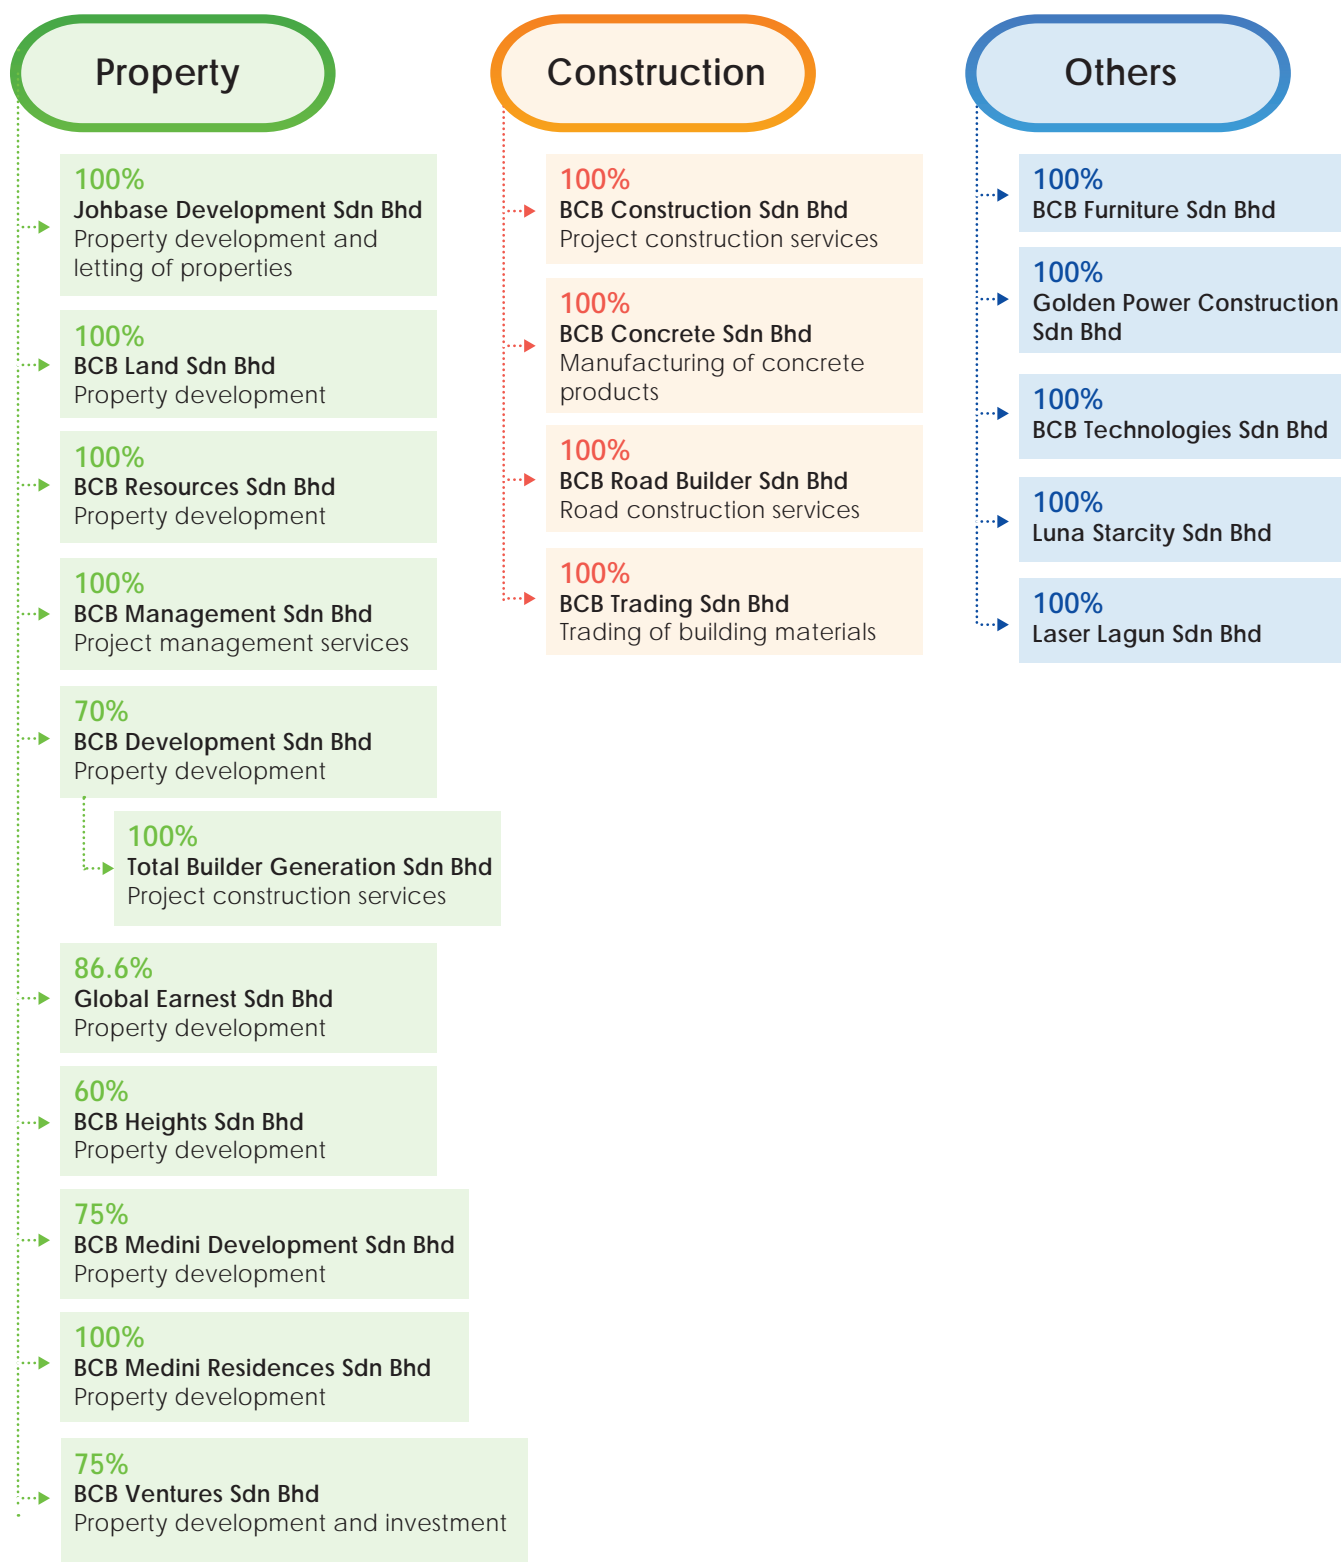 Property
100%
Johbase Development Sdn Bhd
Property development and
letting of properties
100%
BCB Land Sdn Bhd
Property development
100%
BCB Resources Sdn Bhd
Property development
100%
BCB Management Sdn Bhd
Project management services
70%
BCB Development Sdn Bhd
Property development
100%
Total Builder Generation Sdn Bhd
Project construction services
86.6%
Global Earnest Sdn Bhd
Property development
60%
BCB Heights Sdn Bhd
Property development
75%
BCB Medini Development Sdn Bhd
Property development
100%
BCB Medini Residences Sdn Bhd
Property development
75%
BCB Ventures Sdn Bhd
Property development and investment
Construction
100%
BCB Construction Sdn Bhd
Project construction services
100%
BCB Concrete Sdn Bhd
Manufacturing of concrete
products
100%
BCB Road Builder Sdn Bhd
Road construction services
100%
BCB Trading Sdn Bhd
Trading of building materials
Others
100%
BCB Furniture Sdn Bhd
100%
Golden Power Construction
Sdn Bhd
100%
BCB Technologies Sdn Bhd
100%
Luna Starcity Sdn Bhd
100%
Laser Lagun Sdn Bhd